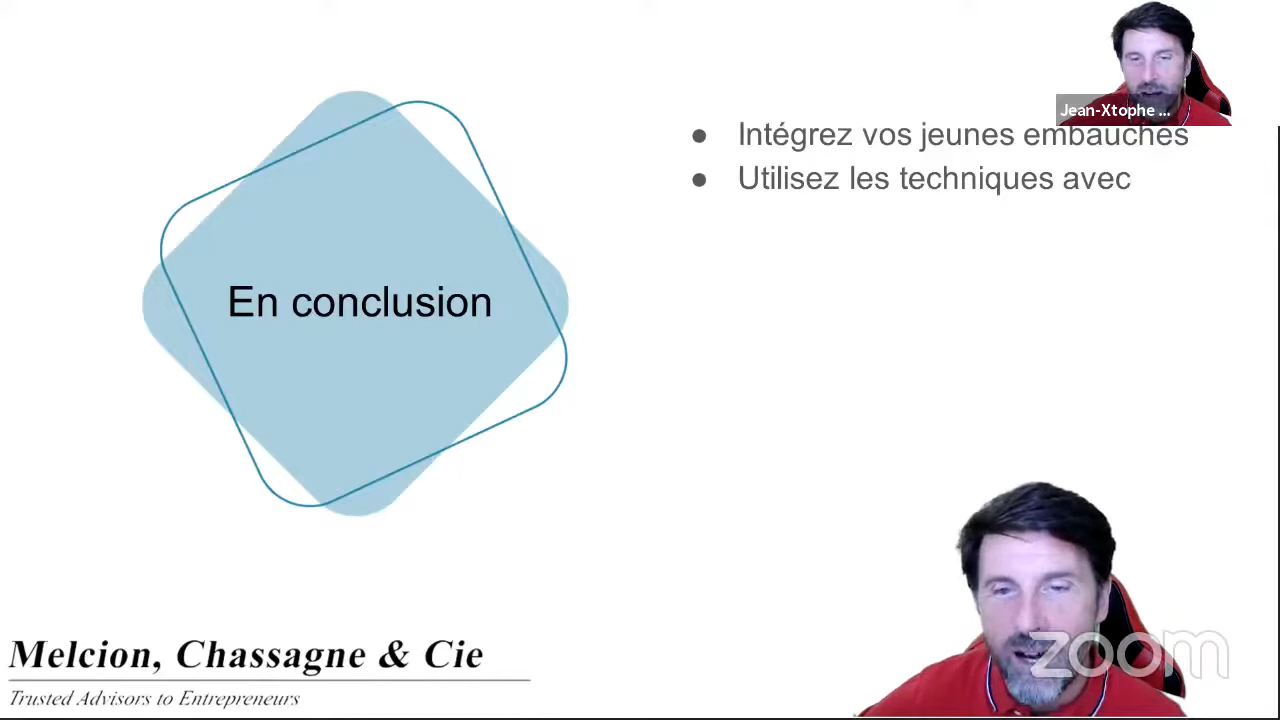 Jean-Xtophe ...
Intégrez vos jeunes embauchés
Utilisez les techniques avec
En conclusion
zoom
Melcion, Chassagne & Cie
Trusted Advisors to Entrepreneurs